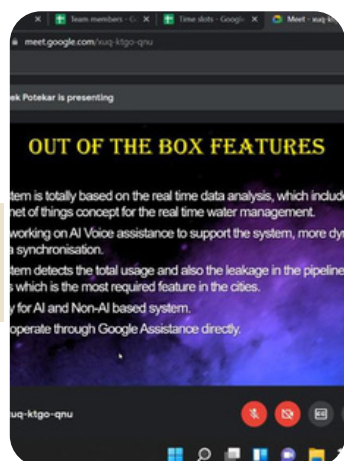 Team members - G
Time slots - Googl
Meet - xuq-kt
meet.google.com/xuq-ktgo-qnu
ek Potekar is presenting
OUT OF THE BOX FEATURES
tem is totally based on the real time data analysis, which include
net of things concept for the real time water management.
working on AI Voice assistance to support the system, more dy
a synchronisation.
tem detects the total usage and also the leakage in the pipeline
s which is the most required feature in the cities.
y for AI and Non-AI based system.
operate through Google Assistance directly.
xuq-ktgo-qnu